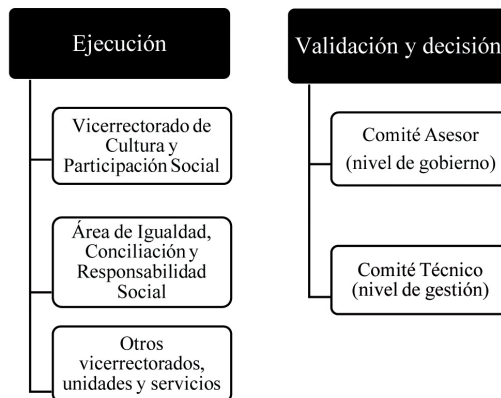 Ejecución
Vicerrectorado de
Cultura y
Participación Social
Área de Igualdad,
Conciliación y
Responsabilidad
Social
Otros
vicerrectorados,
unidades y servicios
Validación y decisión
Comité Asesor
(nivel de gobierno)
Comité Técnico
(nivel de gestión)